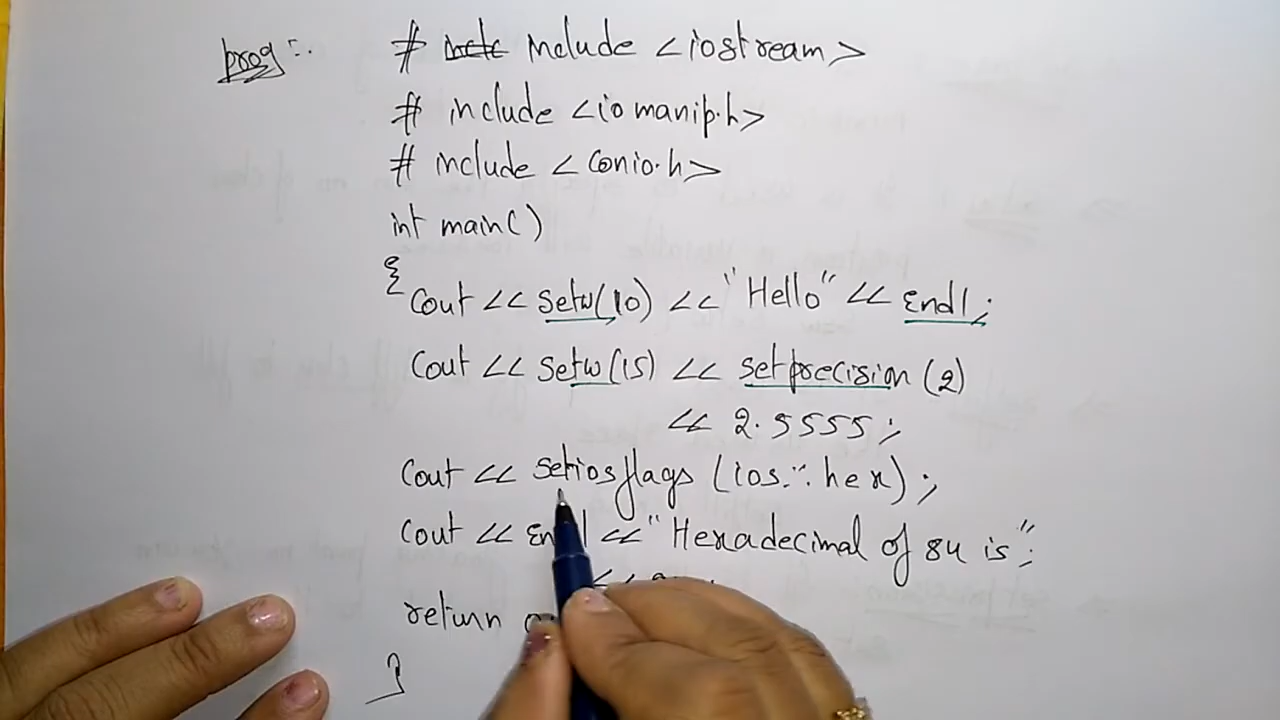 prog :-. # include <iostream>
# include <iomanip.h>
# include <conio.h>
int main()
{
cout << setw(10) << "Hello" << endl;
cout << setw(15) << setprecision (2)
<< 2.5555;
cout << setiosflags (ios:: hex);
cout << endl << "Hexadecimal of 84 is";
<<
return
}